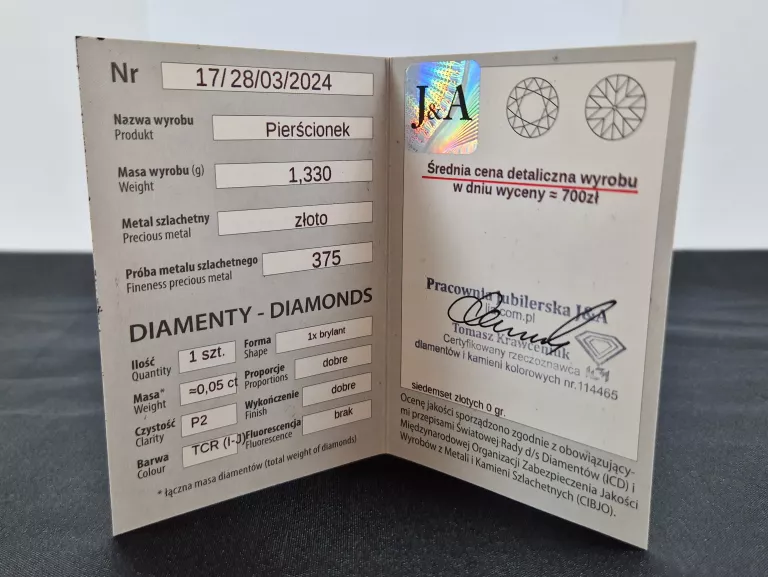 Nr 17/28/03/2024
Nazwa wyrobu
Produkt
Pierścionek
Masa wyrobu (g)
Weight
1,330
Metal szlachetny
Precious metal
złoto
Próba metalu szlachetnego
Fineness precious metal
375
DIAMENTY - DIAMONDS
Ilość
Quantity
1 szt.
Forma
Shape
1x brylant
Masa*
Weight
≈0,05 ct
Proporcje
Proportions
dobre
Czystość
Clarity
P2
Wykończenie
Finish
dobre
Barwa
Colour
TCR (I-J)
Fluorescencja
Fluorescence
brak
* łączna masa diamentów (total weight of diamonds)
J&A
Średnia cena detaliczna wyrobu
w dniu wyceny ≈ 700zł
Pracownia jubilerska J&A
Tomasz Krawczeniuk
Certyfikowany rzeczoznawca
diamentów i kamieni kolorowych nr.114465
siedemset złotych 0 gr.
Ocenę jakości sporządzono zgodnie z obowiązujący-
mi przepisami Światowej Rady d/s Diamentów (ICD) i
Międzynarodowej Organizacji Zabezpieczenia Jakości
Wyrobów z Metali i Kamieni Szlachetnych (CIBJO).